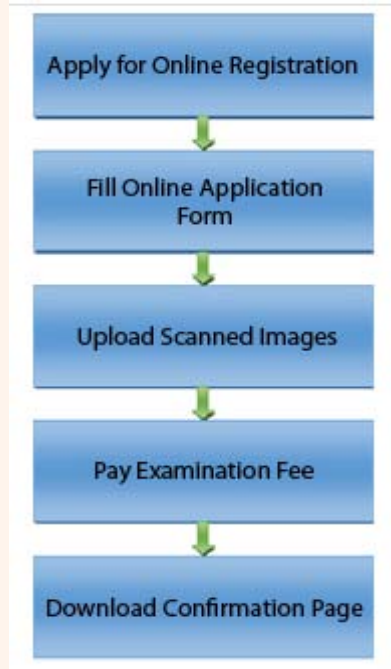 Apply for Online Registration
Fill Online Application
Form
Upload Scanned Images
Pay Examination Fee
Download Confirmation Page